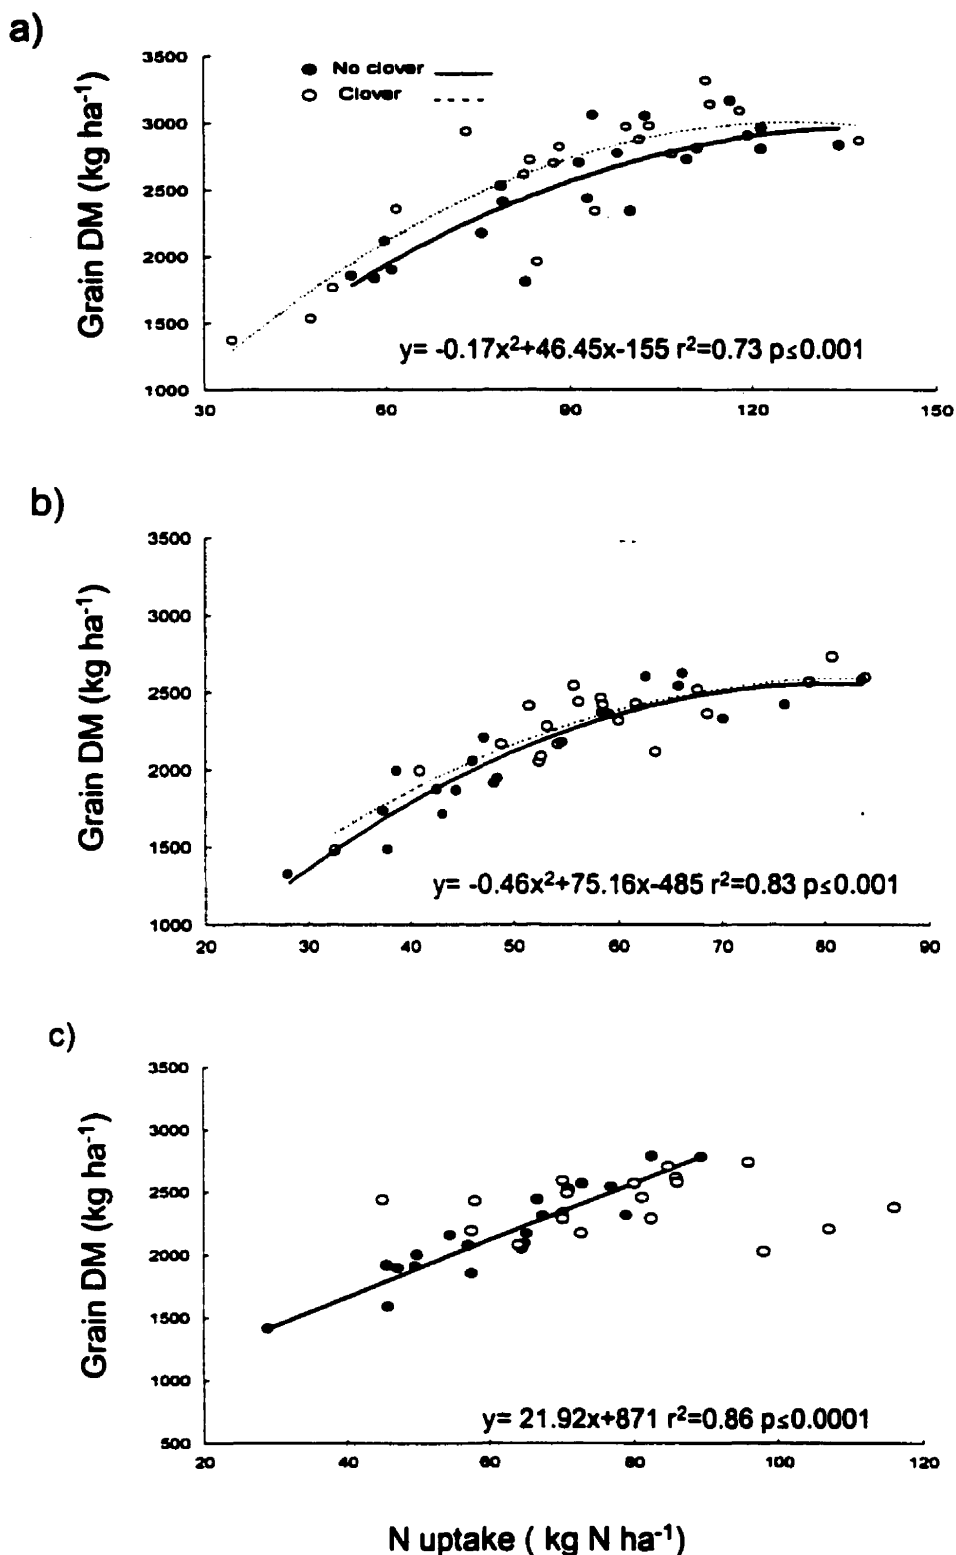 a)
Grain DM (kg ha⁻¹)
3500
3000
2500
2000
1500
1000
No clover
Clover
y= -0.17x²+46.45x-155 r²=0.73 p≤0.001
30 60 90 120 150
b)
Grain DM (kg ha⁻¹)
3500
3000
2500
2000
1500
1000
y= -0.46x²+75.16x-485 r²=0.83 p≤0.001
20 30 40 50 60 70 80 90
c)
Grain DM (kg ha⁻¹)
3500
3000
2500
2000
1500
1000
500
y= 21.92x+871 r²=0.86 p≤0.0001
20 40 60 80 100 120
N uptake ( kg N ha⁻¹)